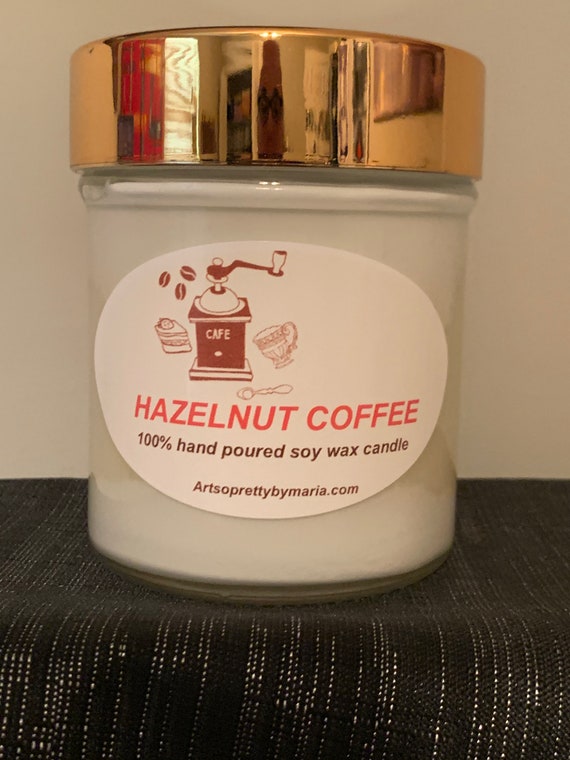 CAFE
HAZELNUT COFFEE
100% hand poured soy wax candle
Artsoprettybymaria.com